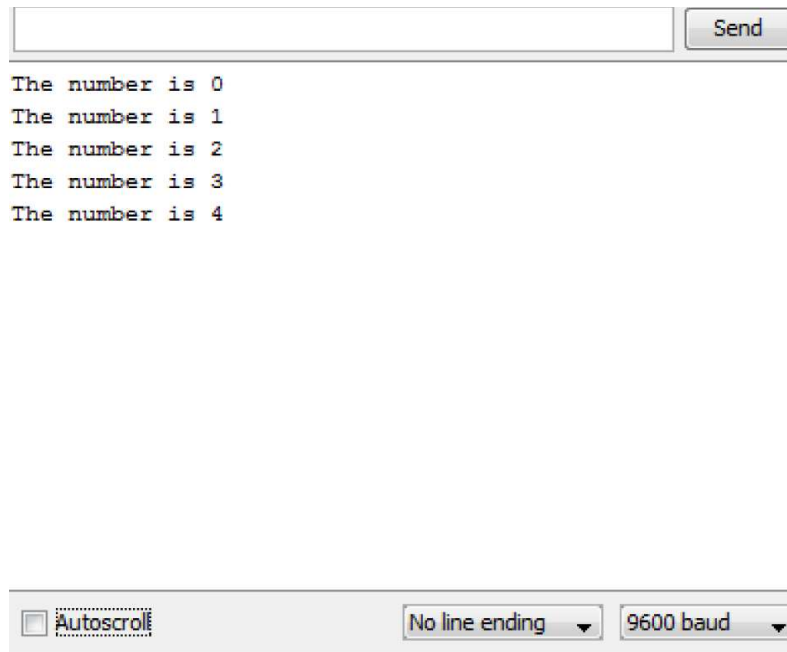 Send
The number is 0
The number is 1
The number is 2
The number is 3
The number is 4
Autoscroll No line ending 9600 baud